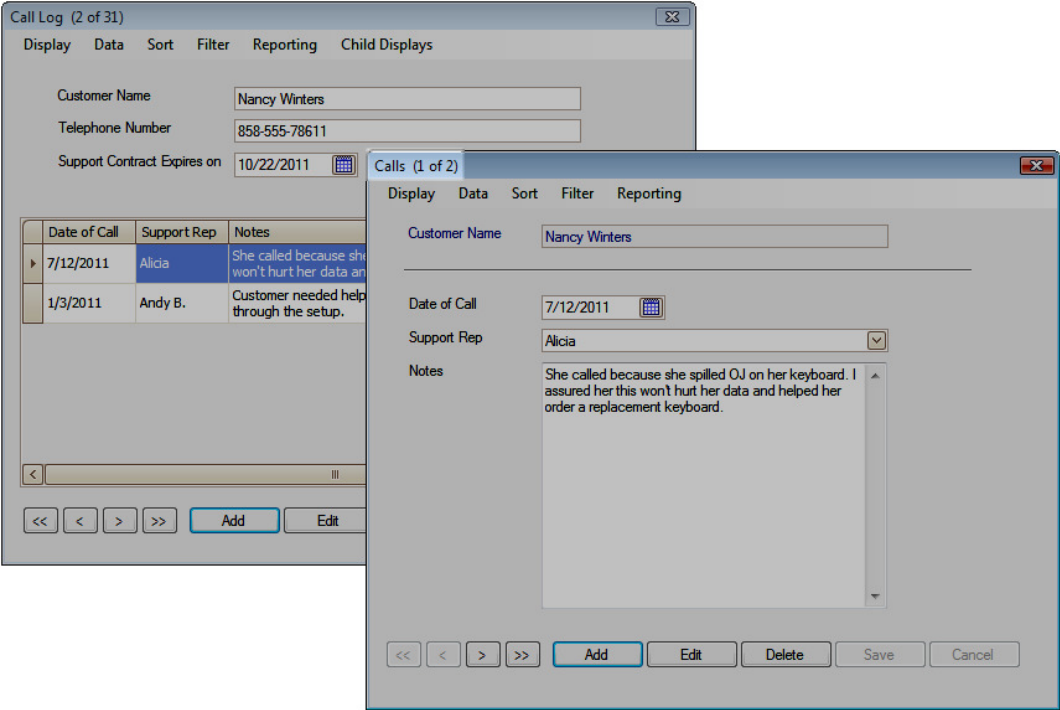 Call Log (2 of 31)
Display Data Sort Filter Reporting Child Displays
Customer Name Nancy Winters
Telephone Number 858-555-78611
Support Contract Expires on 10/22/2011
Date of Call Support Rep Notes
7/12/2011 Alicia She called because she
won't hurt her data an
1/3/2011 Andy B. Customer needed help
through the setup.
<< < > >> Add Edit
Calls (1 of 2)
Display Data Sort Filter Reporting
Customer Name Nancy Winters
Date of Call 7/12/2011
Support Rep Alicia
Notes She called because she spilled OJ on her keyboard. I
assured her this won't hurt her data and helped her
order a replacement keyboard.
<< < > >> Add Edit Delete Save Cancel